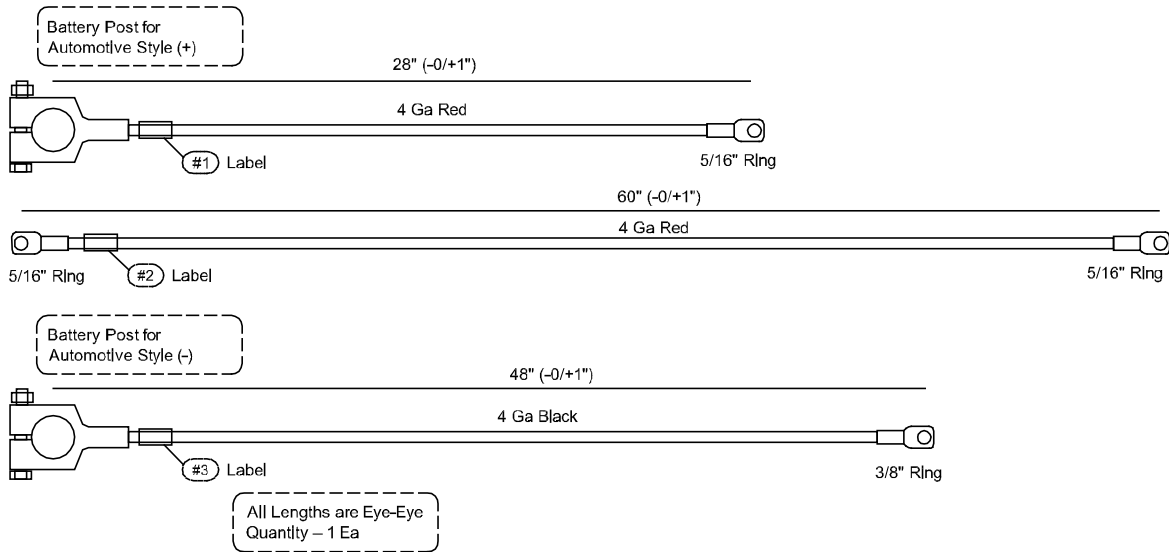 Battery Post for
Automotive Style (+)
28" (-0/+1")
4 Ga Red
#1 Label
5/16" Ring
60" (-0/+1")
4 Ga Red
5/16" Ring
#2 Label
5/16" Ring
Battery Post for
Automotive Style (-)
48" (-0/+1")
4 Ga Black
#3 Label
3/8" Ring
All Lengths are Eye-Eye
Quantity – 1 Ea